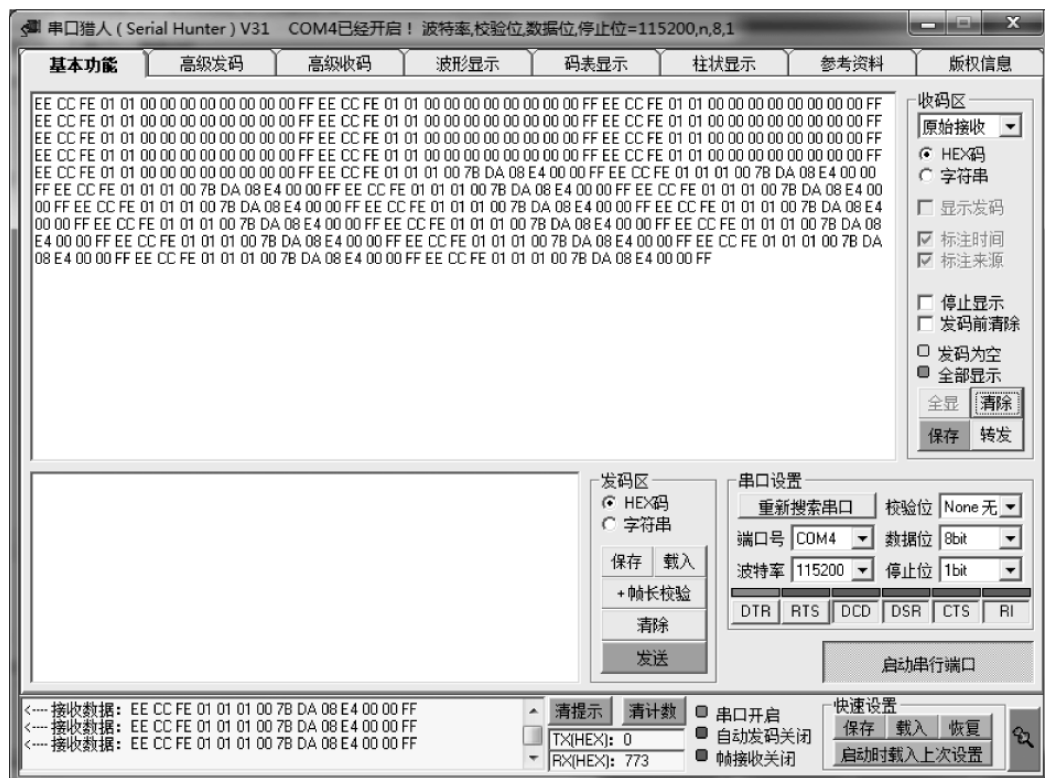 串口猎人 ( Serial Hunter ) V31 COM4已经开启！ 波特率,校验位,数据位,停止位=115200,n,8,1
基本功能 高级发码 高级收码 波形显示 码表显示 柱状显示 参考资料 版权信息
EE CC FE 01 01 00 00 00 00 00 00 00 00 FF EE CC FE 01 01 00 00 00 00 00 00 00 00 FF EE CC FE 01 01 00 00 00 00 00 00 00 00 FF
EE CC FE 01 01 00 00 00 00 00 00 00 00 FF EE CC FE 01 01 00 00 00 00 00 00 00 00 FF EE CC FE 01 01 00 00 00 00 00 00 00 00 FF
EE CC FE 01 01 00 00 00 00 00 00 00 00 FF EE CC FE 01 01 00 00 00 00 00 00 00 00 FF EE CC FE 01 01 00 00 00 00 00 00 00 00 FF
EE CC FE 01 01 00 00 00 00 00 00 00 00 FF EE CC FE 01 01 00 00 00 00 00 00 00 00 FF EE CC FE 01 01 00 00 00 00 00 00 00 00 FF
EE CC FE 01 01 00 00 00 00 00 00 00 00 FF EE CC FE 01 01 01 00 7B DA 08 E4 00 00 FF EE CC FE 01 01 01 00 7B DA 08 E4 00 00
FF EE CC FE 01 01 01 00 7B DA 08 E4 00 00 FF EE CC FE 01 01 01 00 7B DA 08 E4 00 00 FF EE CC FE 01 01 01 00 7B DA 08 E4 00
00 FF EE CC FE 01 01 01 00 7B DA 08 E4 00 00 FF EE CC FE 01 01 01 00 7B DA 08 E4 00 00 FF EE CC FE 01 01 01 00 7B DA 08 E4
00 00 FF EE CC FE 01 01 01 00 7B DA 08 E4 00 00 FF EE CC FE 01 01 01 00 7B DA 08 E4 00 00 FF EE CC FE 01 01 01 00 7B DA 08
E4 00 00 FF EE CC FE 01 01 01 00 7B DA 08 E4 00 00 FF EE CC FE 01 01 01 00 7B DA 08 E4 00 00 FF EE CC FE 01 01 01 00 7B DA
08 E4 00 00 FF EE CC FE 01 01 01 00 7B DA 08 E4 00 00 FF EE CC FE 01 01 01 00 7B DA 08 E4 00 00 FF
收码区
原始接收
HEX码
字符串
显示发码
标注时间
标注来源
停止显示
发码前清除
发码为空
全部显示
全显 清除
保存 转发
发码区
HEX码
字符串
保存 载入
+帧长校验
清除
发送
串口设置
重新搜索串口 校验位 None 无
端口号 COM4 数据位 8bit
波特率 115200 停止位 1bit
DTR RTS DCD DSR CTS RI
启动串行端口
<--- 接收数据：EE CC FE 01 01 01 00 7B DA 08 E4 00 00 FF
<--- 接收数据：EE CC FE 01 01 01 00 7B DA 08 E4 00 00 FF
<--- 接收数据：EE CC FE 01 01 01 00 7B DA 08 E4 00 00 FF
清提示 清计数
TX(HEX)：0
RX(HEX)：773
串口开启
自动发码关闭
帧接收关闭
快速设置
保存 载入 恢复
启动时载入上次设置